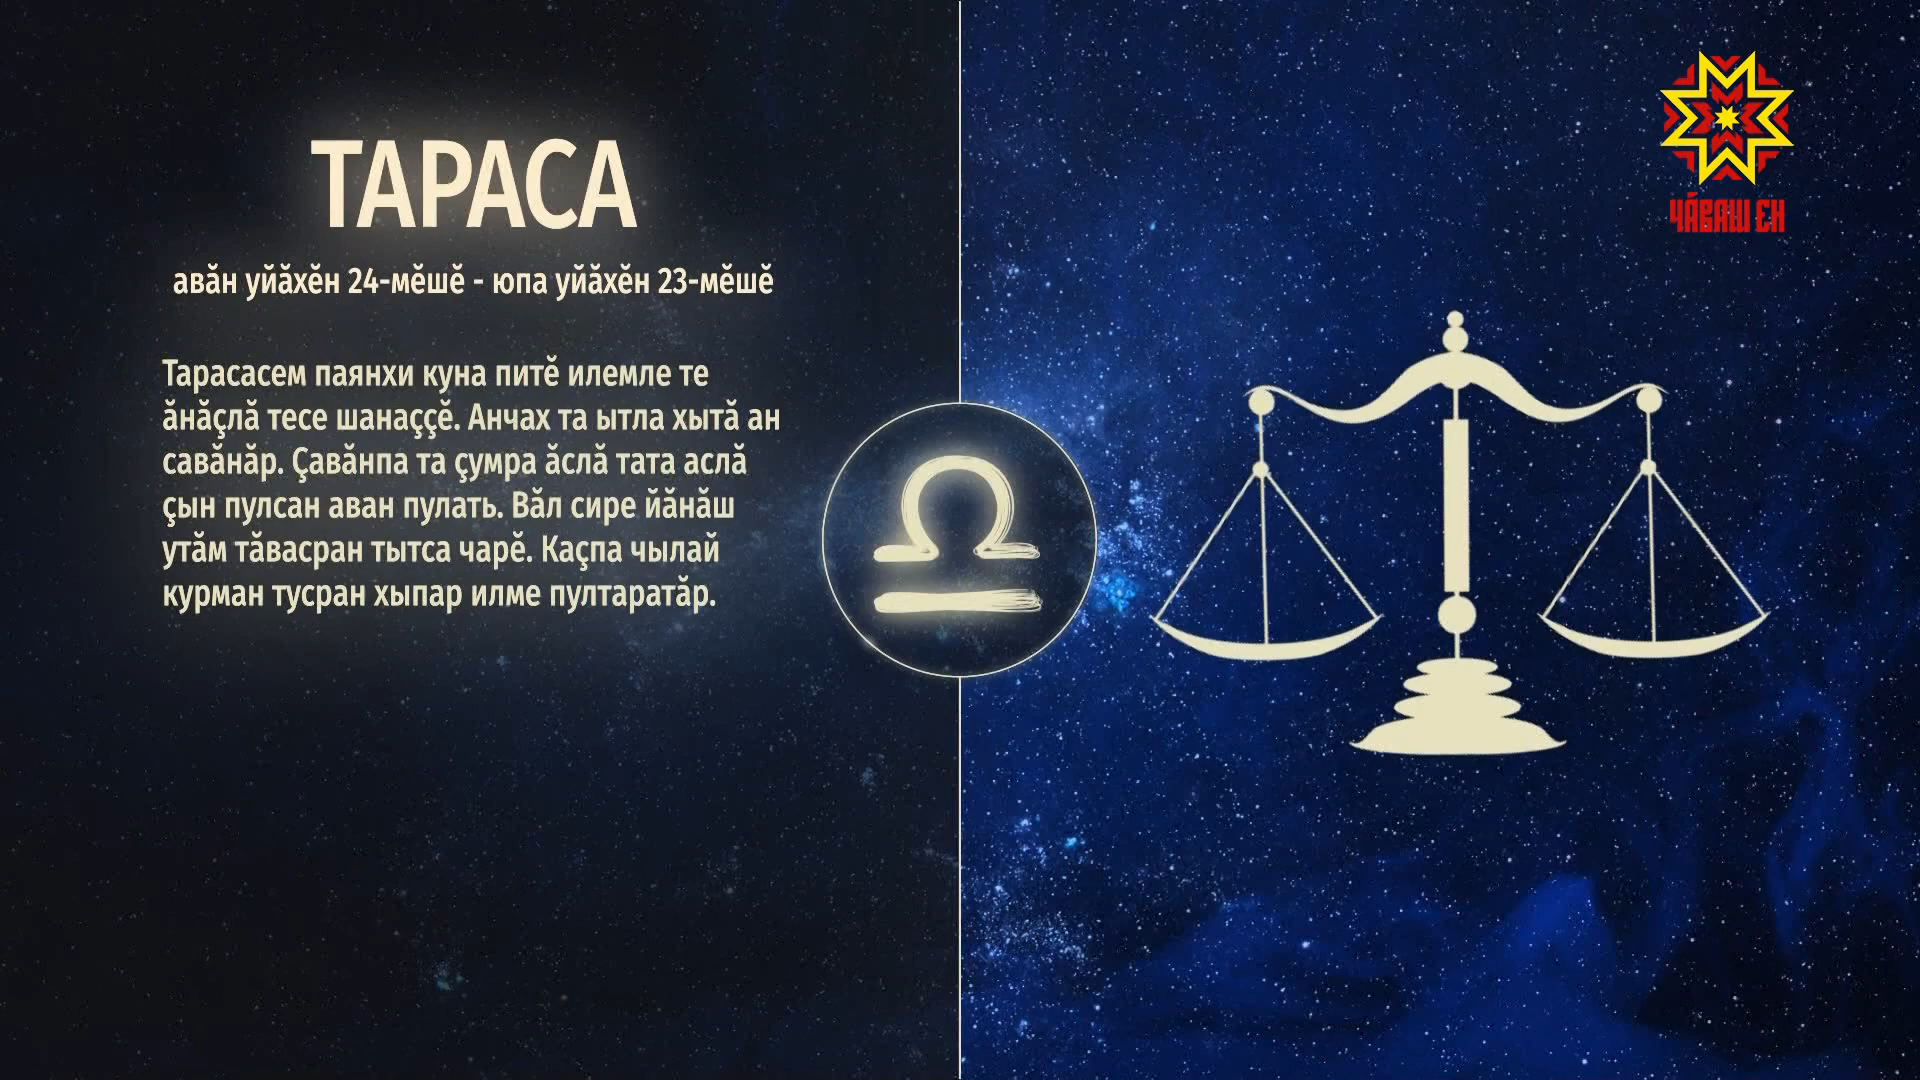 ТАРАСА
авӑн уйӑхӗн 24-мӗшӗ - юпа уйӑхӗн 23-мӗшӗ
Тарасасем паянхи куна питӗ илемле те
ӑнӑҫлӑ тесе шанаҫҫӗ. Анчах та ытла хытӑ ан
савӑнӑр. Ҫавӑнпа та ҫумра ӑслӑ тата аслӑ
ҫын пулсан аван пулать. Вӑл сире йӑнӑш
утӑм тӑвасран тытса чарӗ. Каҫпа чылай
курман тусран хыпар илме пултаратӑр.
ЧӐВАШ ЕН